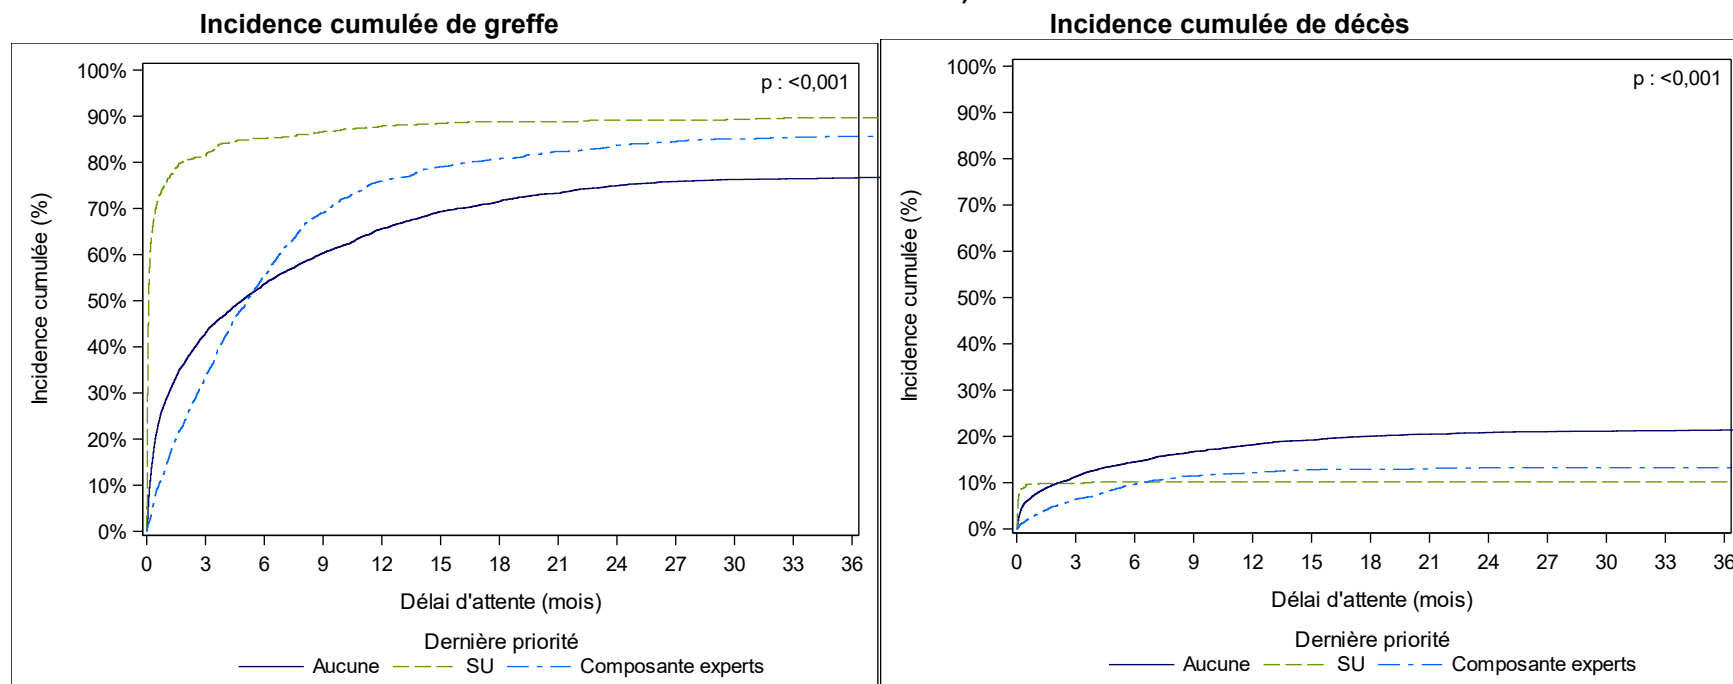 Incidence cumulée de greffe
p : <0,001
Incidence cumulée (%)
100%
90%
80%
70%
60%
50%
40%
30%
20%
10%
0%
0 3 6 9 12 15 18 21 24 27 30 33 36
Délai d'attente (mois)
Dernière priorité
Aucune SU Composante experts
Incidence cumulée de décès
p : <0,001
Incidence cumulée (%)
100%
90%
80%
70%
60%
50%
40%
30%
20%
10%
0%
0 3 6 9 12 15 18 21 24 27 30 33 36
Délai d'attente (mois)
Dernière priorité
Aucune SU Composante experts